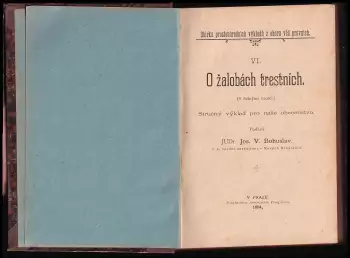 Sbírka prostonárodních výkladů z oboru věd právních.
VI.
O žalobách trestních.
Stručný výklad pro naše obecenstvo.
Podává
JUDr. Jos. V. Bohuslav,
V PRAZE.
1894.